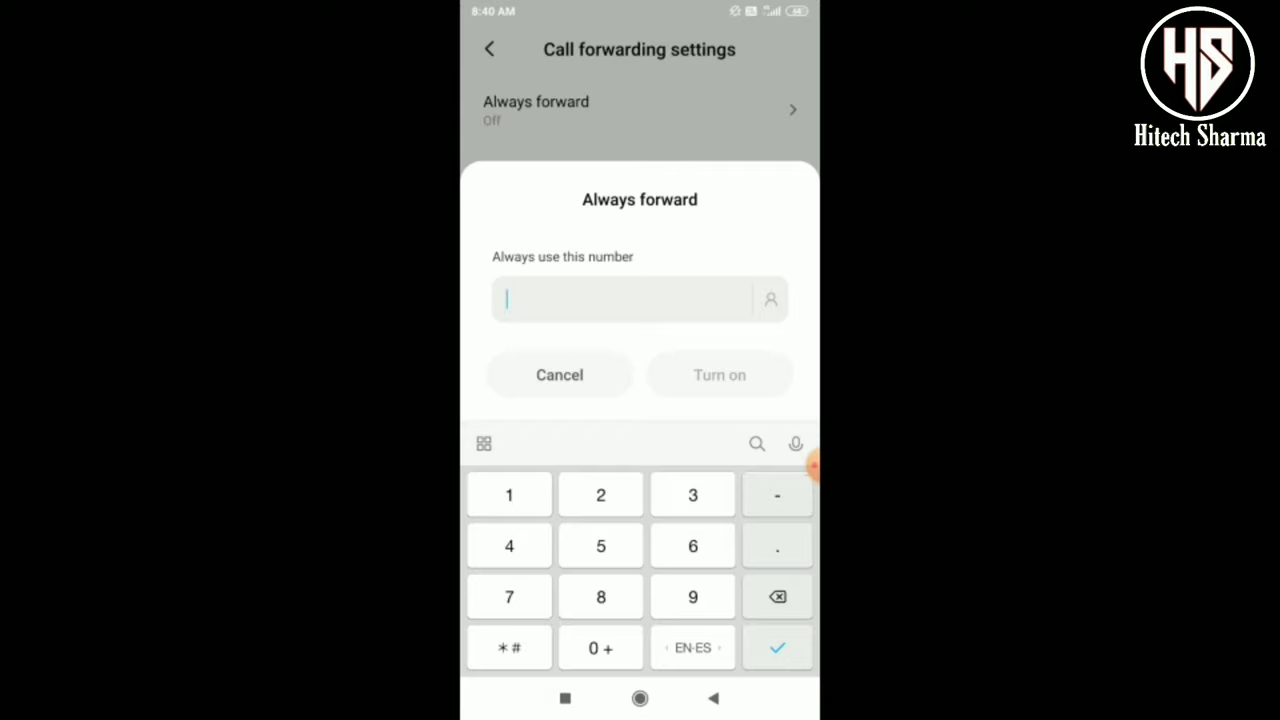 8:40 AM
Call forwarding settings
Always forward
Off
Always forward
Always use this number
Cancel
Turn on
1 2 3 -
4 5 6 .
7 8 9
*# 0 + EN-ES
HS
Hitech Sharma